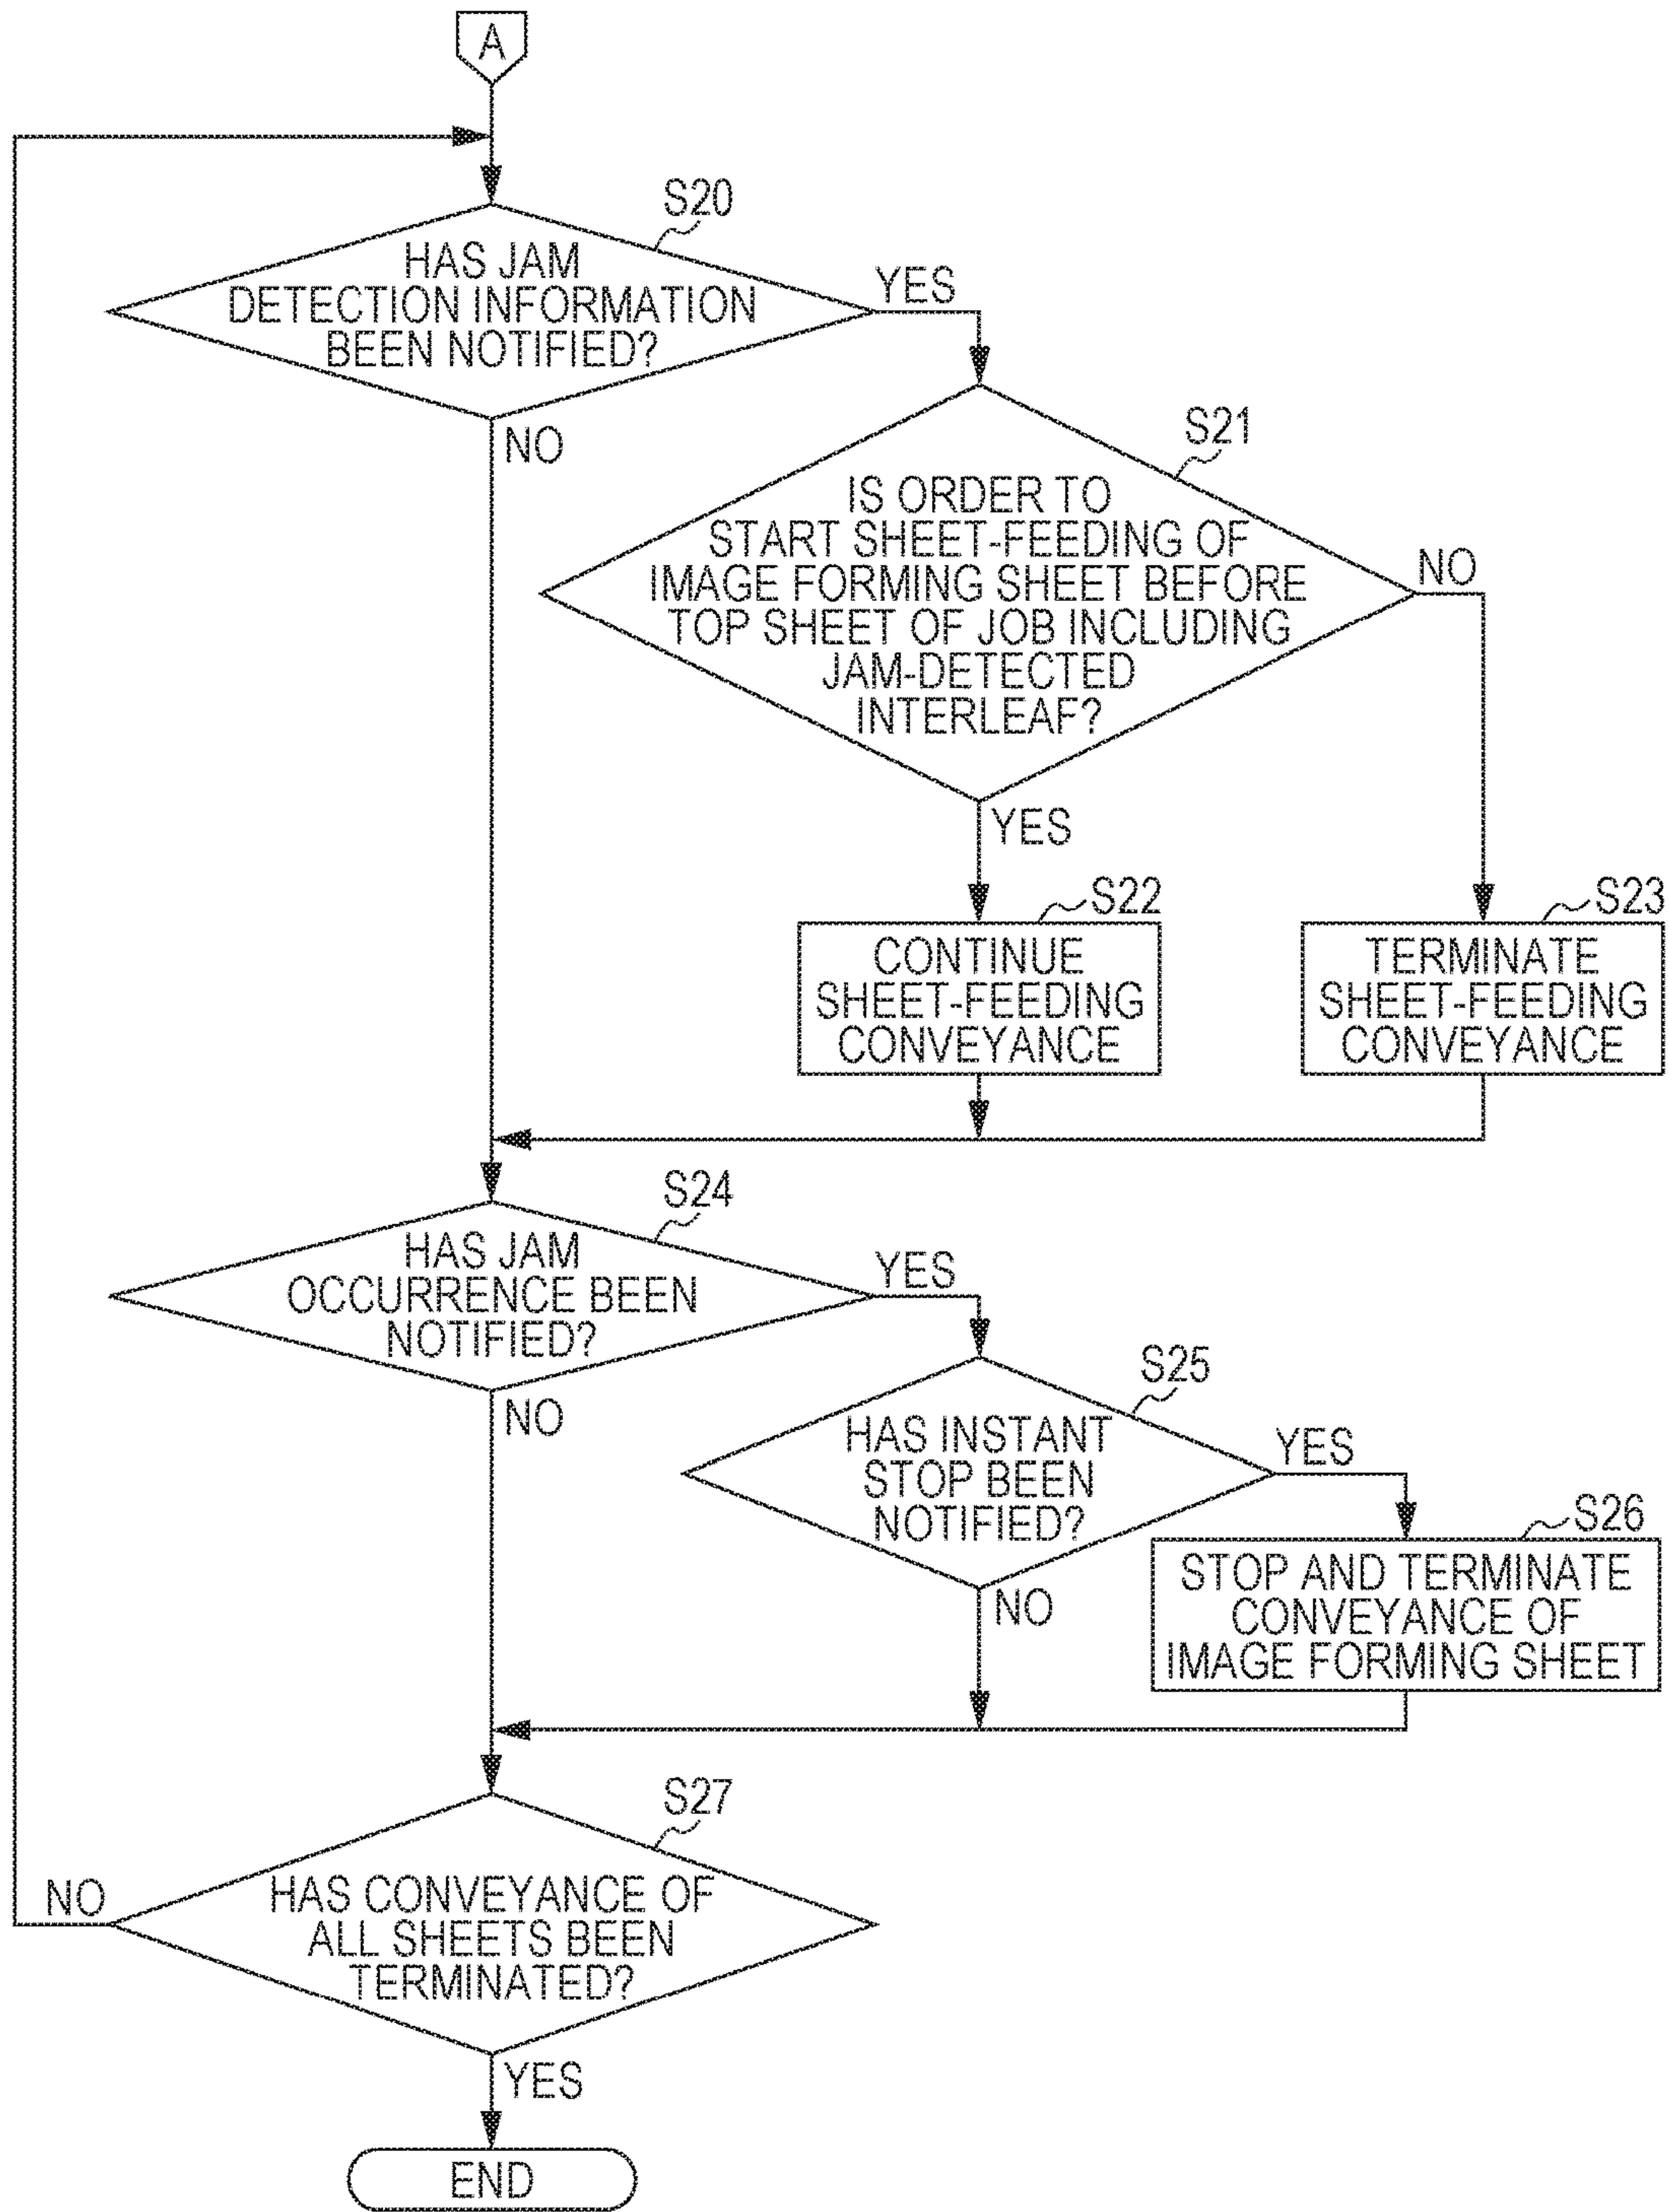 A
S20
HAS JAM
DETECTION INFORMATION
BEEN NOTIFIED?
YES
NO
S21
IS ORDER TO
START SHEET-FEEDING OF
IMAGE FORMING SHEET BEFORE
TOP SHEET OF JOB INCLUDING
JAM-DETECTED
INTERLEAF?
NO
YES
S22
CONTINUE
SHEET-FEEDING
CONVEYANCE
S23
TERMINATE
SHEET-FEEDING
CONVEYANCE
S24
HAS JAM
OCCURRENCE BEEN
NOTIFIED?
YES
NO
S25
HAS INSTANT
STOP BEEN
NOTIFIED?
YES
NO
S26
STOP AND TERMINATE
CONVEYANCE OF
IMAGE FORMING SHEET
S27
HAS CONVEYANCE OF
ALL SHEETS BEEN
TERMINATED?
NO
YES
END